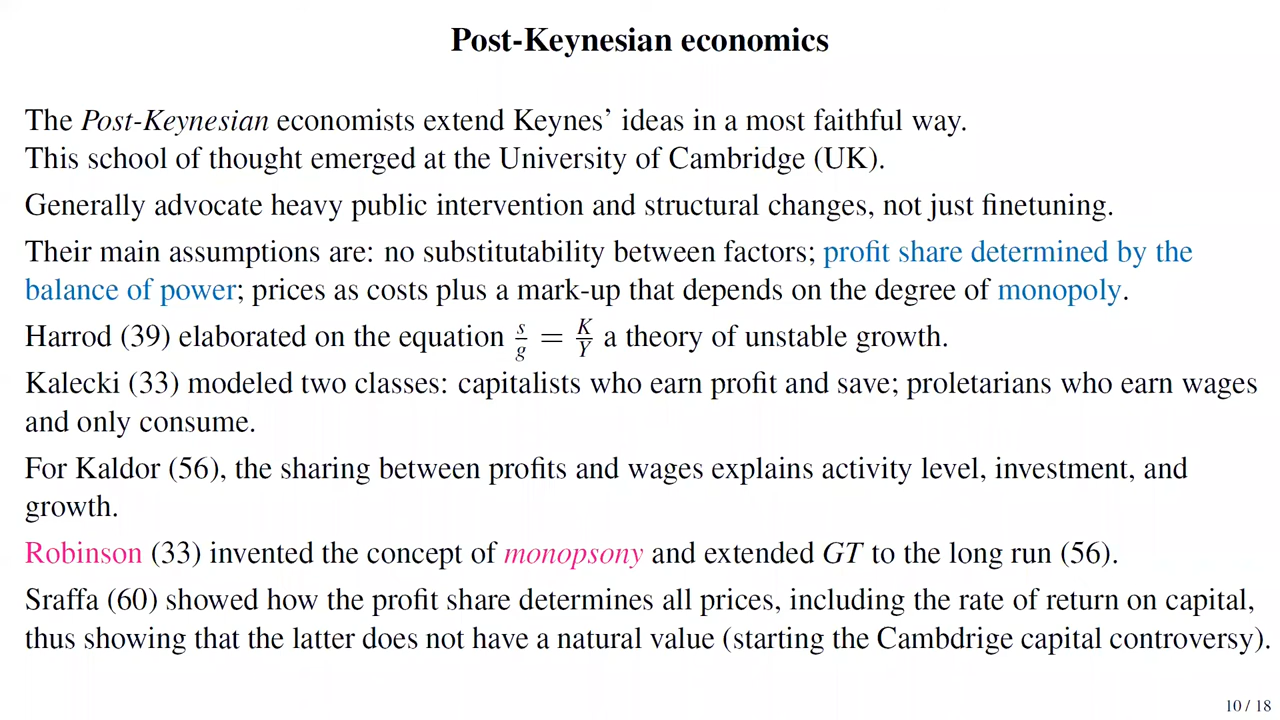 Post-Keynesian economics
The Post-Keynesian economists extend Keynes’ ideas in a most faithful way.
This school of thought emerged at the University of Cambridge (UK).
Generally advocate heavy public intervention and structural changes, not just finetuning.
Their main assumptions are: no substitutability between factors; profit share determined by the
balance of power; prices as costs plus a mark-up that depends on the degree of monopoly.
Harrod (39) elaborated on the equation s/g = K/Y a theory of unstable growth.
Kalecki (33) modeled two classes: capitalists who earn profit and save; proletarians who earn wages
and only consume.
For Kaldor (56), the sharing between profits and wages explains activity level, investment, and
growth.
Robinson (33) invented the concept of monopsony and extended GT to the long run (56).
Sraffa (60) showed how the profit share determines all prices, including the rate of return on capital,
thus showing that the latter does not have a natural value (starting the Cambdrige capital controversy).
10 / 18